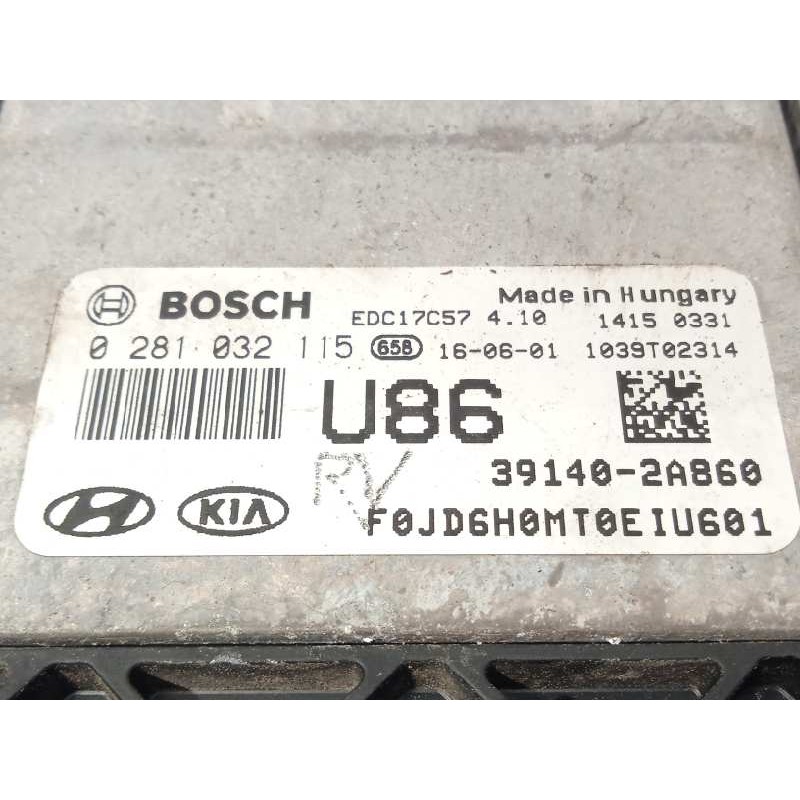 BOSCH
EDC17C57 4.10
Made in Hungary
1415 0331
0 281 032 115 658 16-06-01 1039T02314
U86
RV
39140-2A860
KIA
F0JD6H0MT0EIU601